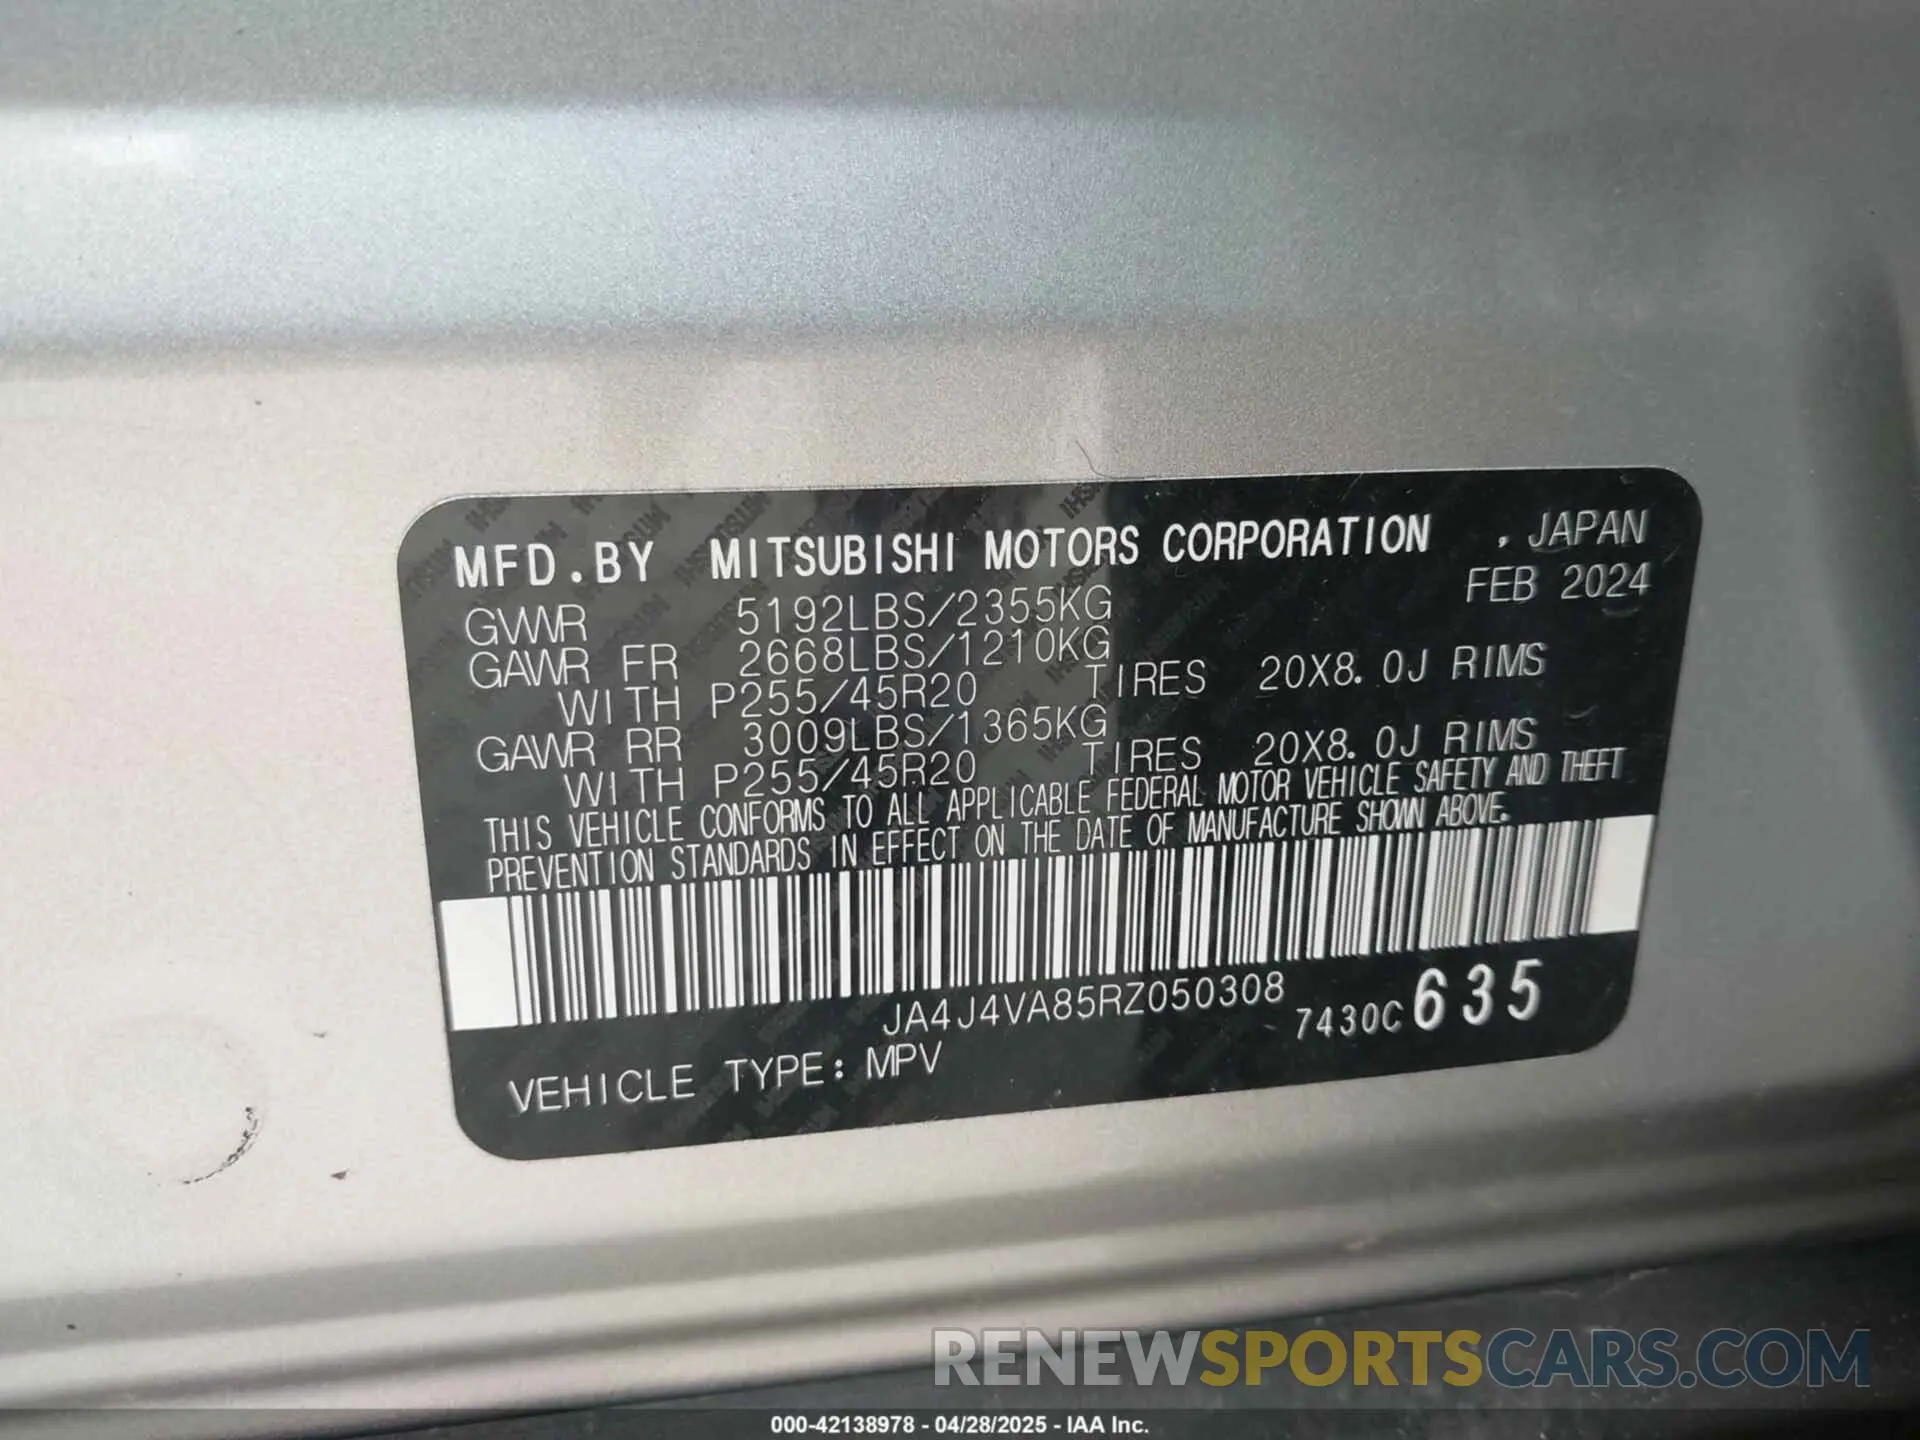 MFD.BY MITSUBISHI MOTORS CORPORATION , JAPAN
FEB 2024
GVWR 5192LBS/2355KG
GAWR FR 2668LBS/1210KG
WITH P255/45R20 TIRES 20X8.0J RIMS
GAWR RR 3009LBS/1365KG
WITH P255/45R20 TIRES 20X8.0J RIMS
THIS VEHICLE CONFORMS TO ALL APPLICABLE FEDERAL MOTOR VEHICLE SAFETY AND THEFT
PREVENTION STANDARDS IN EFFECT ON THE DATE OF MANUFACTURE SHOWN ABOVE.
JA4J4VA85RZ050308
7430C635
VEHICLE TYPE: MPV
RENEWSPORTSCARS.COM
000-42138978 - 04/28/2025 - IAA Inc.